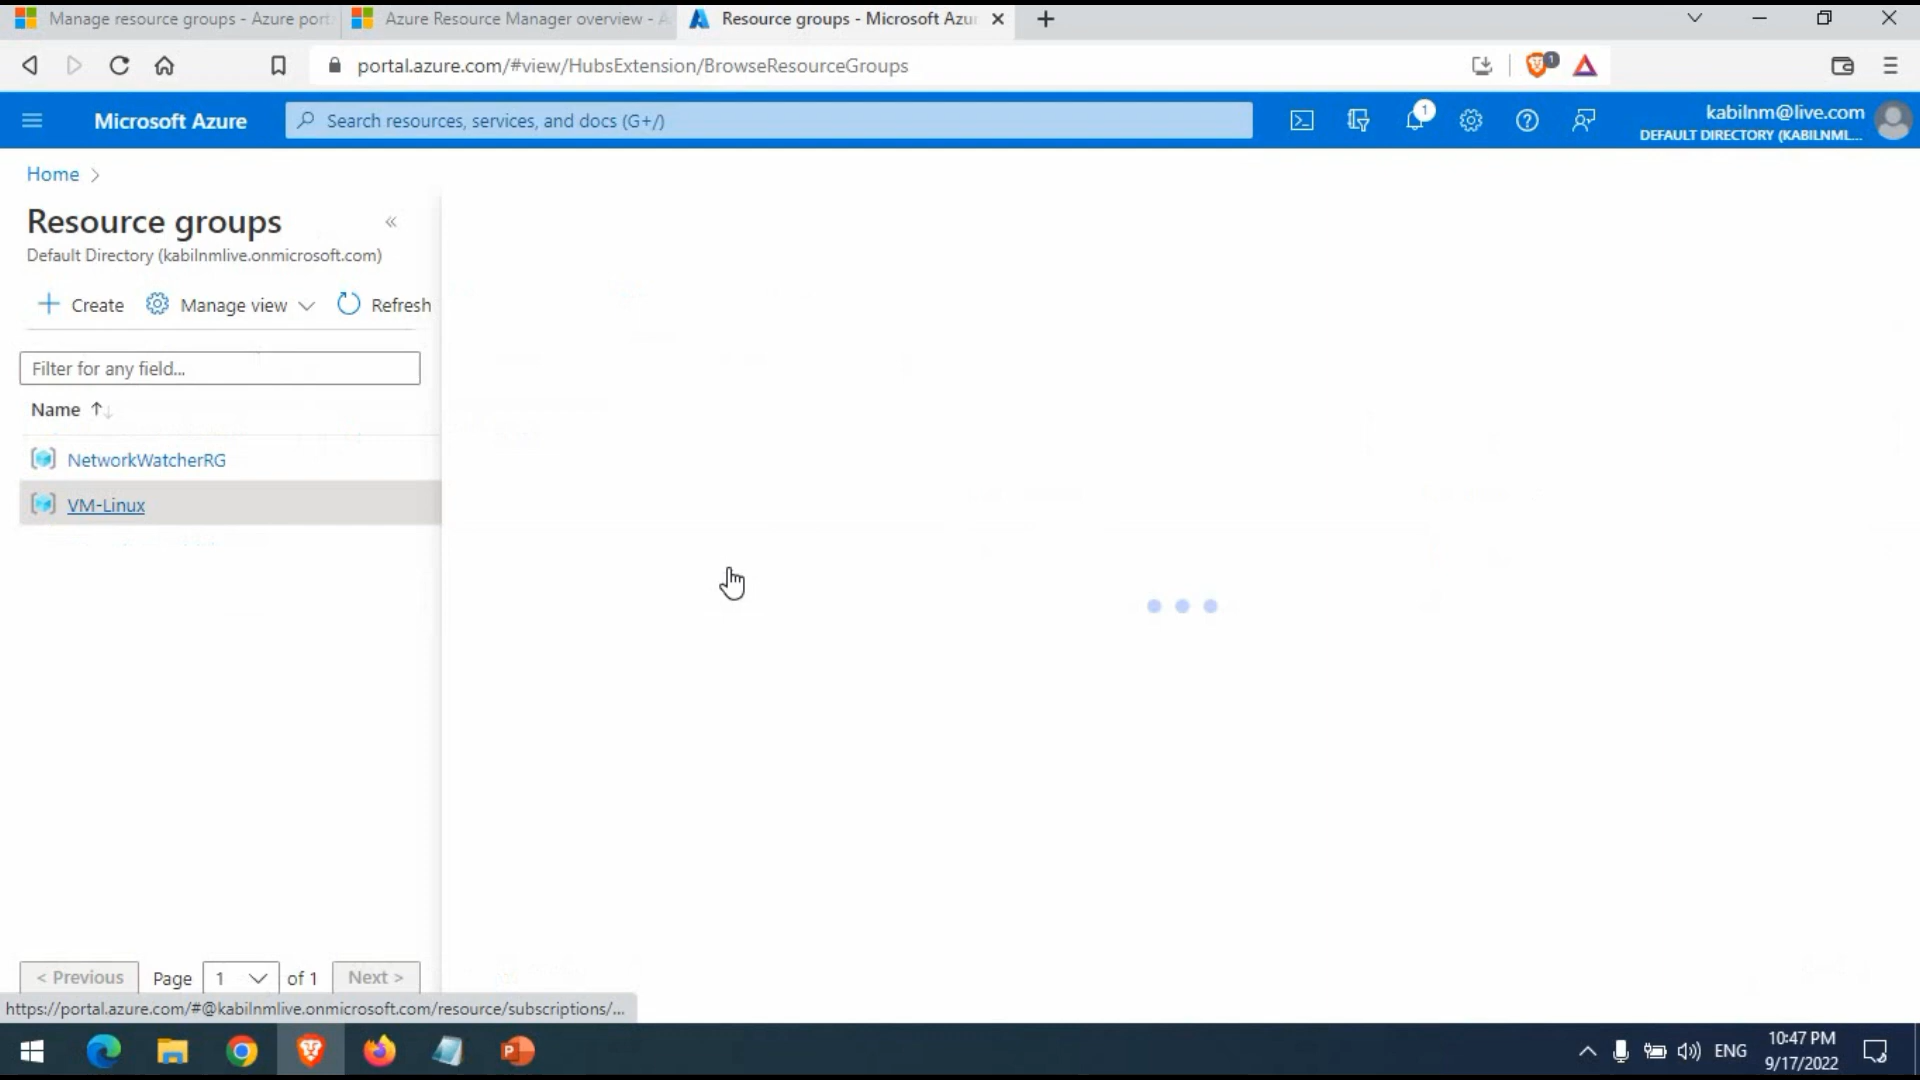 Manage resource groups - Azure port
Azure Resource Manager overview - A
Resource groups - Microsoft Azu
portal.azure.com/#view/HubsExtension/BrowseResourceGroups
1
Microsoft Azure
Search resources, services, and docs (G+/)
1
kabilnm@live.com
DEFAULT DIRECTORY (KABILNML...
Home
Resource groups
Default Directory (kabilnmlive.onmicrosoft.com)
Create
Manage view
Refresh
Filter for any field...
Name
NetworkWatcherRG
VM-Linux
< Previous
Page
1
of 1
Next >
https://portal.azure.com/#@kabilnmlive.onmicrosoft.com/resource/subscriptions/...
ENG
10:47 PM
9/17/2022